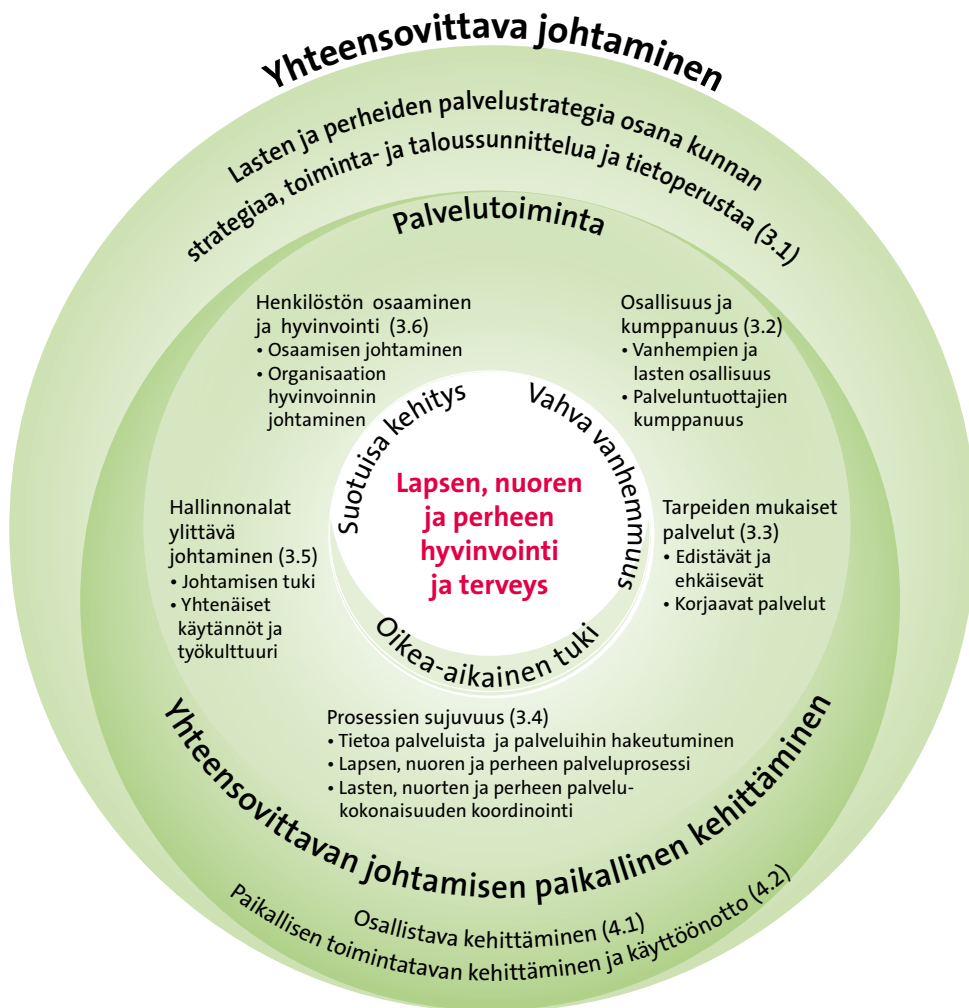 Yhteensovittava johtaminen
Lasten ja perheiden palvelustrategia osana kunnan
strategiaa, toiminta- ja taloussunnittelua ja tietoperustaa (3.1)
Palvelutoiminta
Henkilöstön osaaminen
ja hyvinvointi (3.6)
• Osaamisen johtaminen
• Organisaation
hyvinvoinnin
johtaminen
Osallisuus ja
kumppanuus (3.2)
• Vanhempien ja
lasten osallisuus
• Palveluntuottajien
kumppanuus
Suotuisa kehitys
Vahva vanhemmuus
Lapsen, nuoren
ja perheen
hyvinvointi
ja terveys
Oikea-aikainen tuki
Hallinnonalat
ylittävä
johtaminen (3.5)
• Johtamisen tuki
• Yhtenäiset
käytännöt ja
työkulttuuri
Tarpeiden mukaiset
palvelut (3.3)
• Edistävät ja
ehkäisevät
• Korjaavat palvelut
Prosessien sujuvuus (3.4)
• Tietoa palveluista ja palveluihin hakeutuminen
• Lapsen, nuoren ja perheen palveluprosessi
• Lasten, nuorten ja perheen palvelu-
kokonaisuuden koordinointi
Yhteensovittavan johtamisen paikallinen kehittäminen
Osallistava kehittäminen (4.1)
Paikallisen toimintatavan kehittäminen ja käyttöönotto (4.2)